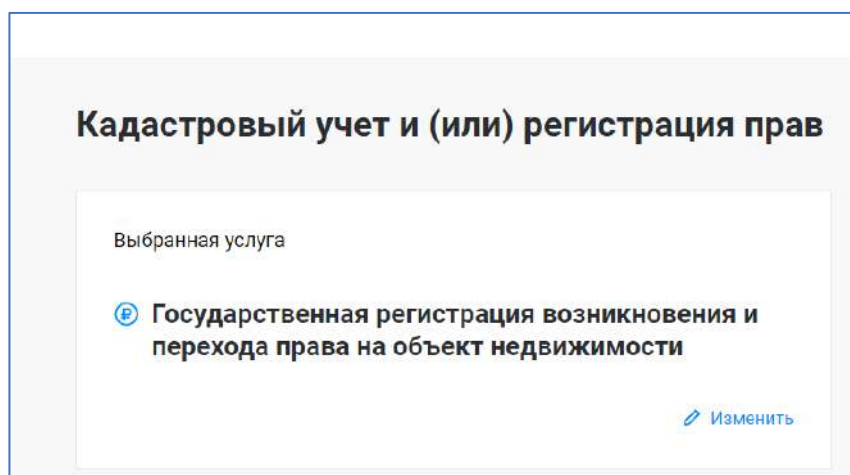 Кадастровый учет и (или) регистрация прав
Выбранная услуга
Государственная регистрация возникновения и
перехода права на объект недвижимости
Изменить